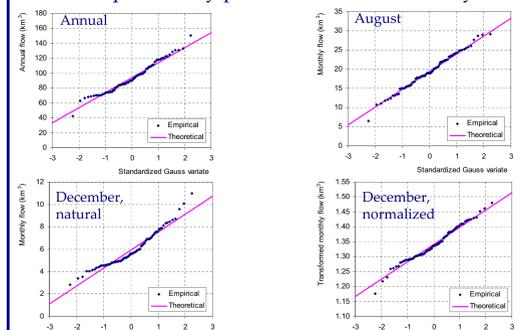 Annual
Annual flow (km³)
180
160
140
120
100
80
60
40
20
0
-3 -2 -1 0 1 2 3
Standardized Gauss variate
Empirical
Theoretical
August
Monthly flow (km³)
35
30
25
20
15
10
5
0
-3 -2 -1 0 1 2 3
Standardized Gauss variate
Empirical
Theoretical
December,
natural
Monthly flow (km³)
12
10
8
6
4
2
0
-3 -2 -1 0 1 2 3
Empirical
Theoretical
December,
normalized
Transformed monthly flow (km³)
1.55
1.50
1.45
1.40
1.35
1.30
1.25
1.20
1.15
1.10
-3 -2 -1 0 1 2 3
Empirical
Theoretical